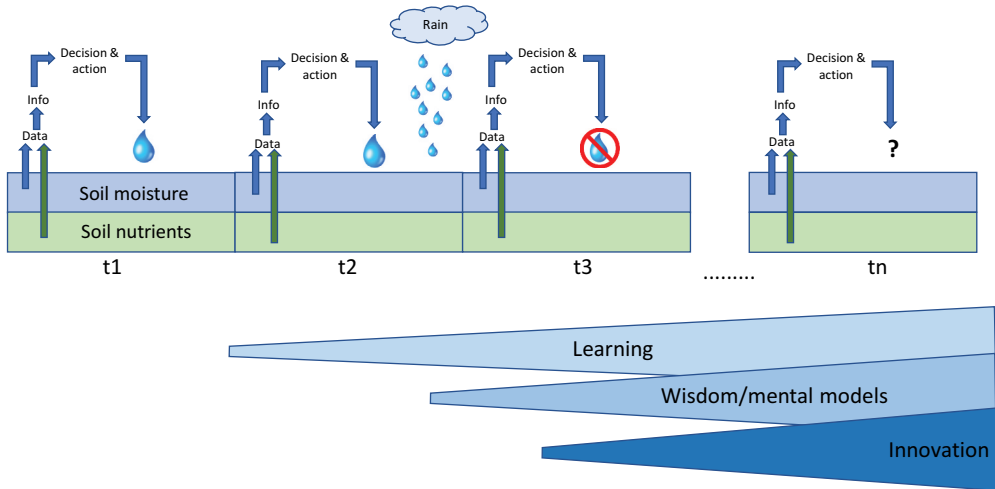 Rain
Decision &
action
Decision &
action
Decision &
action
Decision &
action
Info
Info
Info
Info
Data
Data
Data
Data
?
Soil moisture
Soil nutrients
t1
t2
t3
.........
tn
Learning
Wisdom/mental models
Innovation